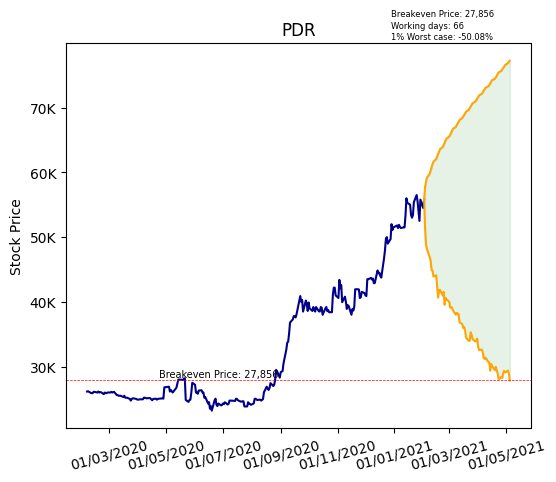 Breakeven Price: 27,856
Working days: 66
1% Worst case: -50.08%
PDR
Stock Price
70K
60K
50K
40K
30K
Breakeven Price: 27,856
01/03/2020
01/05/2020
01/07/2020
01/09/2020
01/11/2020
01/01/2021
01/03/2021
01/05/2021